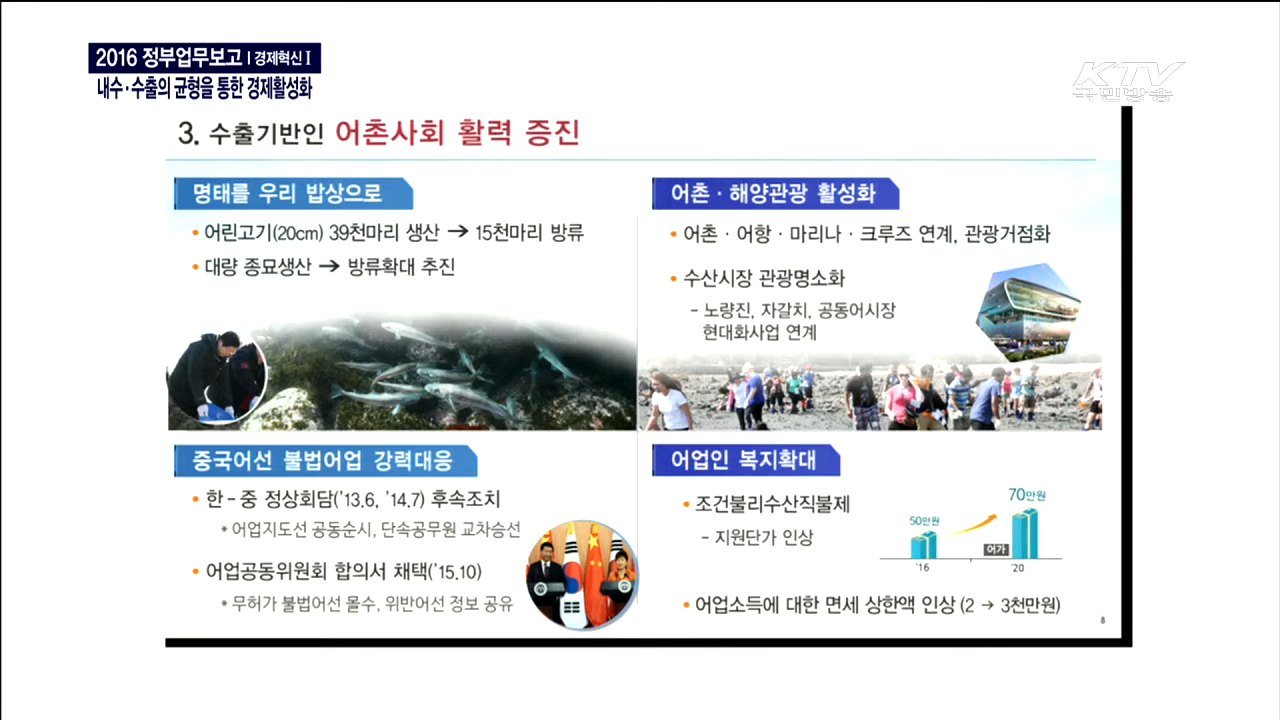 2016 정부업무보고 | 경제혁신 I
내수·수출의 균형을 통한 경제활성화
KTV
국민방송
3. 수출기반인 어촌사회 활력 증진
명태를 우리 밥상으로
• 어린고기(20cm) 39천마리 생산 → 15천마리 방류
• 대량 종묘생산 → 방류확대 추진
어촌·해양관광 활성화
• 어촌·어항·마리나·크루즈 연계, 관광거점화
• 수산시장 관광명소화
- 노량진, 자갈치, 공동어시장
현대화사업 연계
중국어선 불법어업 강력대응
• 한-중 정상회담('13.6, '14.7) 후속조치
* 어업지도선 공동순시, 단속공무원 교차승선
• 어업공동위원회 합의서 채택('15.10)
* 무허가 불법어선 몰수, 위반어선 정보 공유
어업인 복지확대
• 조건불리수산직불제
- 지원단가 인상
50만원
70만원
어가
'16
'20
• 어업소득에 대한 면세 상한액 인상 (2 → 3천만원)
8